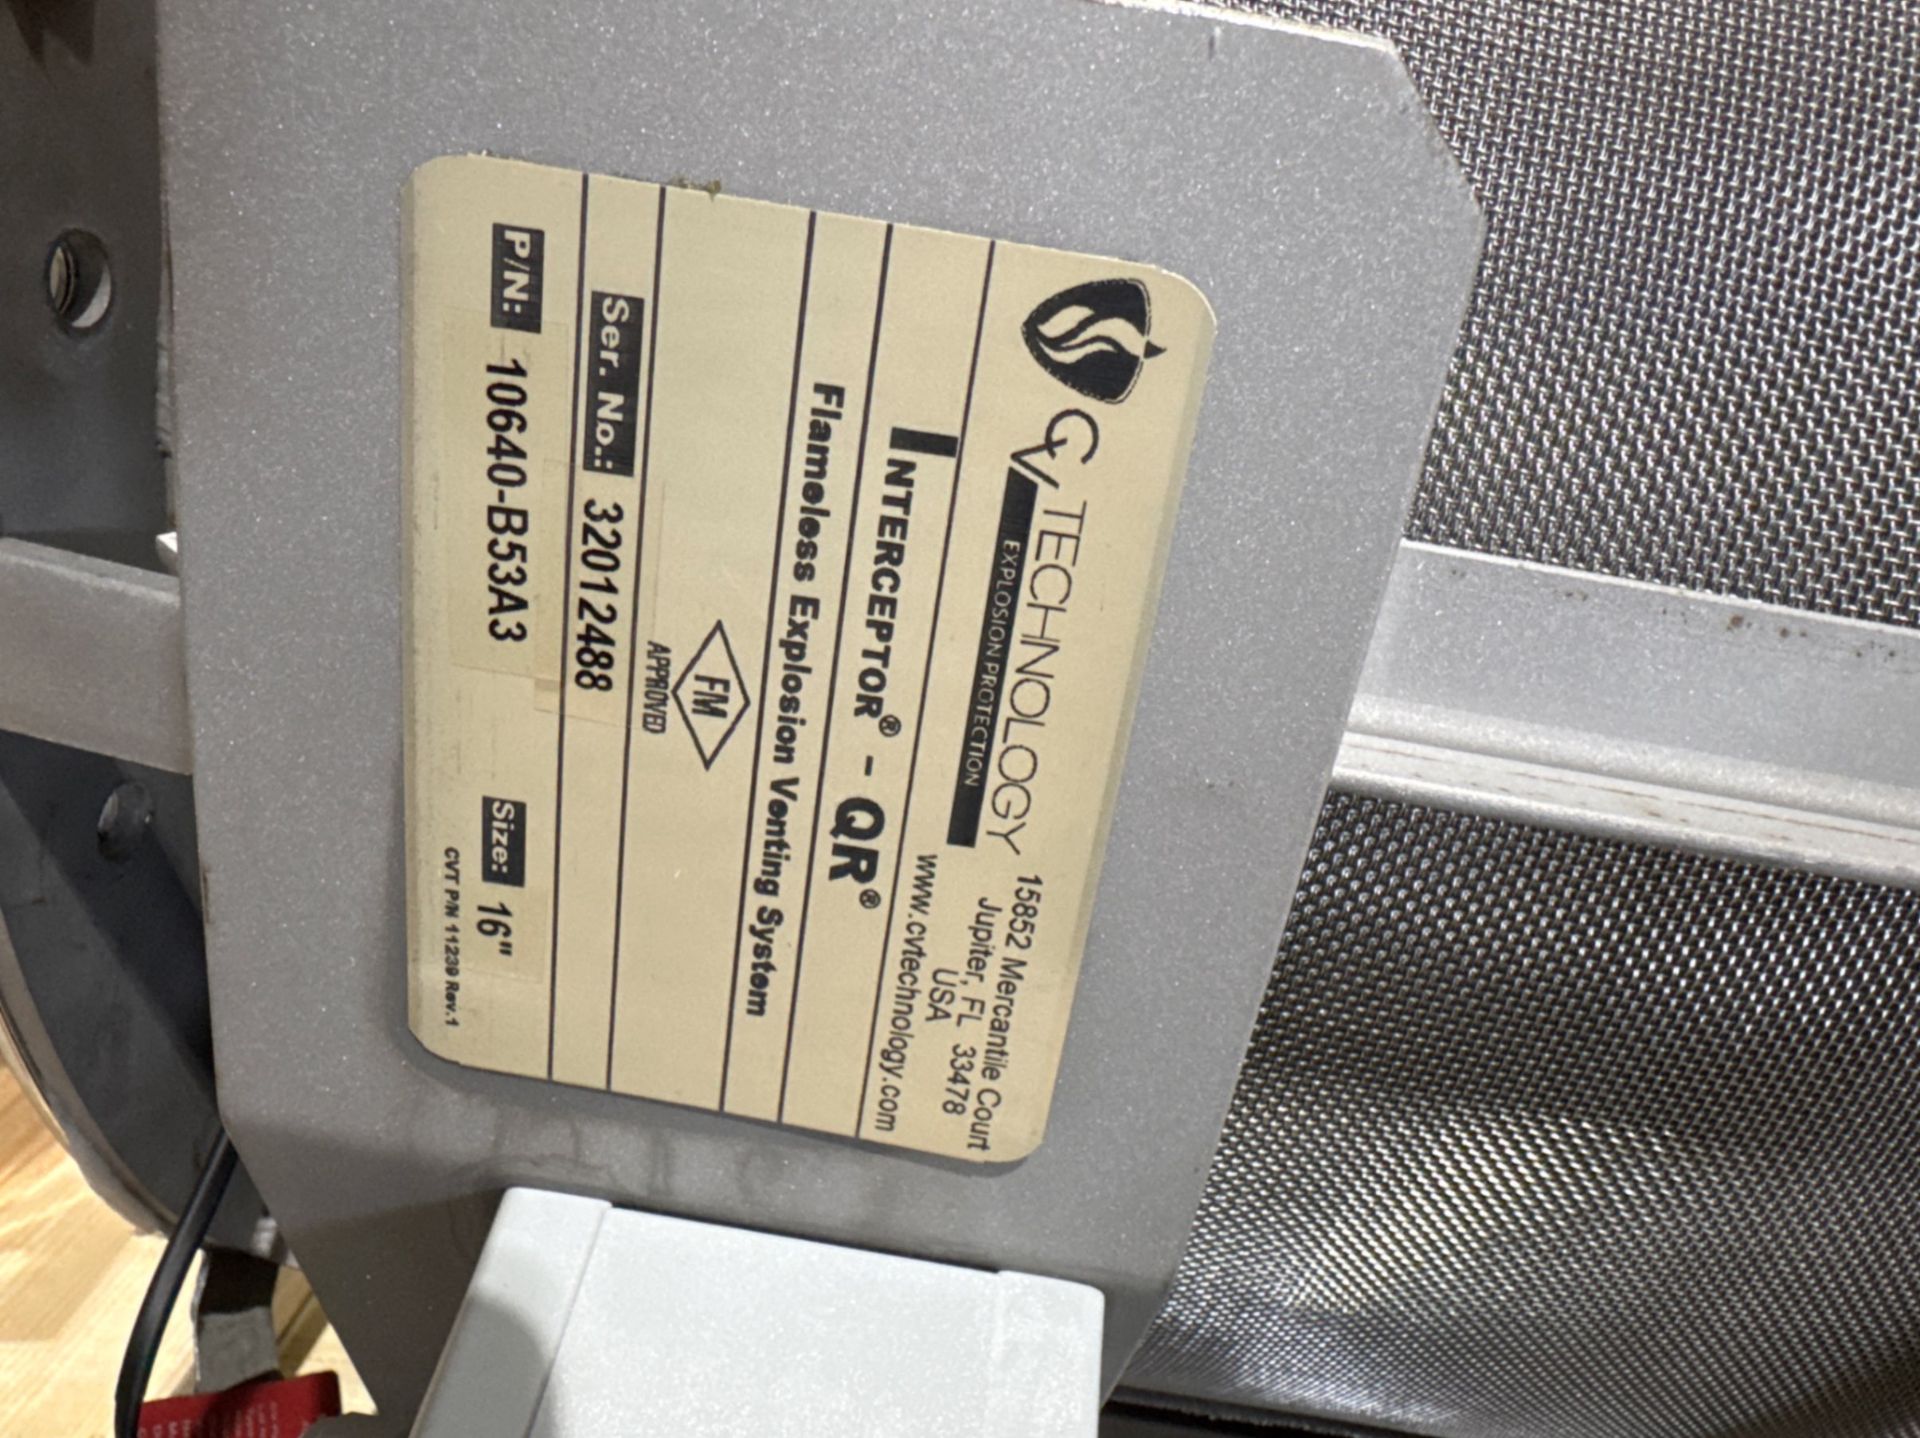 CV TECHNOLOGY
EXPLOSION PROTECTION
15852 Mercantile Court
Jupiter, FL 33478
USA
www.cvtechnology.com
INTERCEPTOR® - QR®
Flameless Explosion Venting System
FM
APPROVED
Ser. No.: 32012488
P/N: 10640-B53A3 Size: 16"
CVT P/N 11239 Rev.1